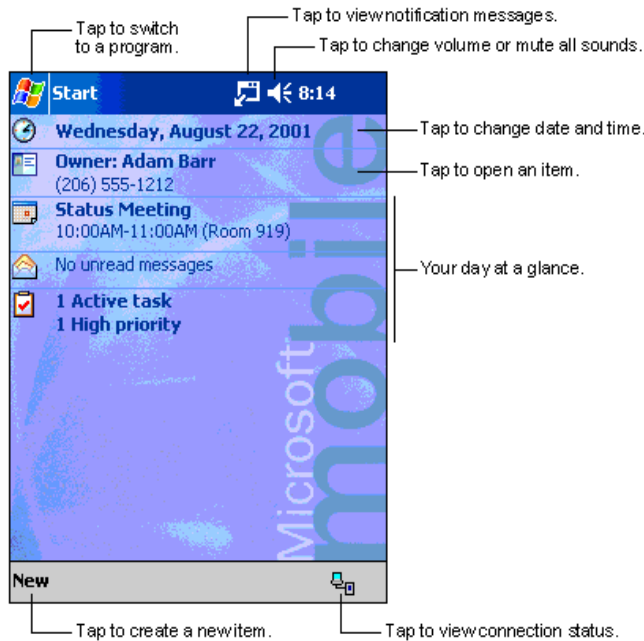 Tap to view notification messages.
Tap to switch
to a program.
Tap to change volume or mute all sounds.
Start
8:14
Wednesday, August 22, 2001
Tap to change date and time.
Owner: Adam Barr
(206) 555-1212
Tap to open an item.
Status Meeting
10:00AM-11:00AM (Room 919)
No unread messages
Your day at a glance.
1 Active task
1 High priority
Microsoft
mobile
New
Tap to create a new item.
Tap to view connection status.